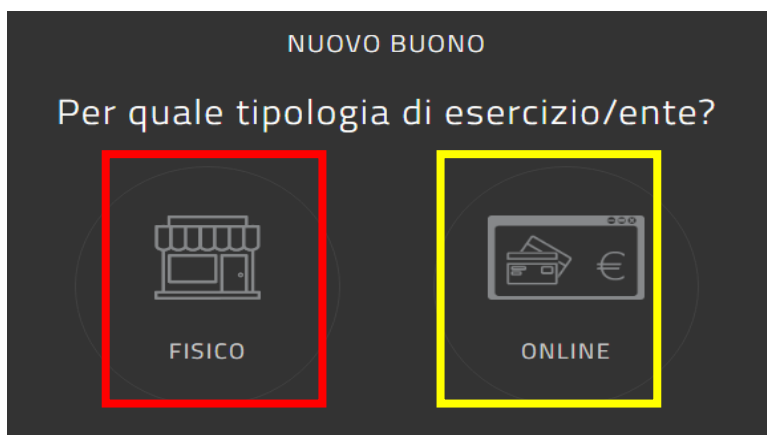 NUOVO BUONO
Per quale tipologia di esercizio/ente?
FISICO
ONLINE